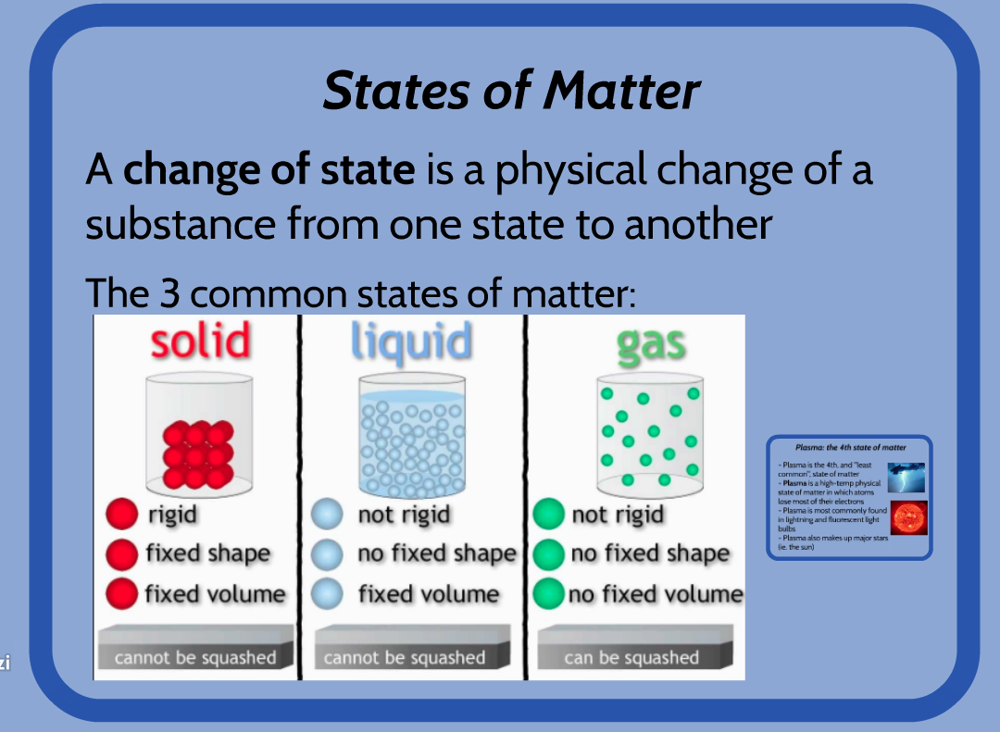 States of Matter
A change of state is a physical change of a
substance from one state to another
The 3 common states of matter:
solid
rigid
fixed shape
fixed volume
cannot be squashed
liquid
not rigid
no fixed shape
fixed volume
cannot be squashed
gas
not rigid
no fixed shape
no fixed volume
can be squashed
Plasma: the 4th state of matter
- Plasma is the 4th, and "least
common", state of matter
- Plasma is a high-temp physical
state of matter in which atoms
lose most of their electrons
- Plasma is most commonly found
in lightning and fluorescent light
bulbs
- Plasma also makes up major stars
(ie. the sun)
zi